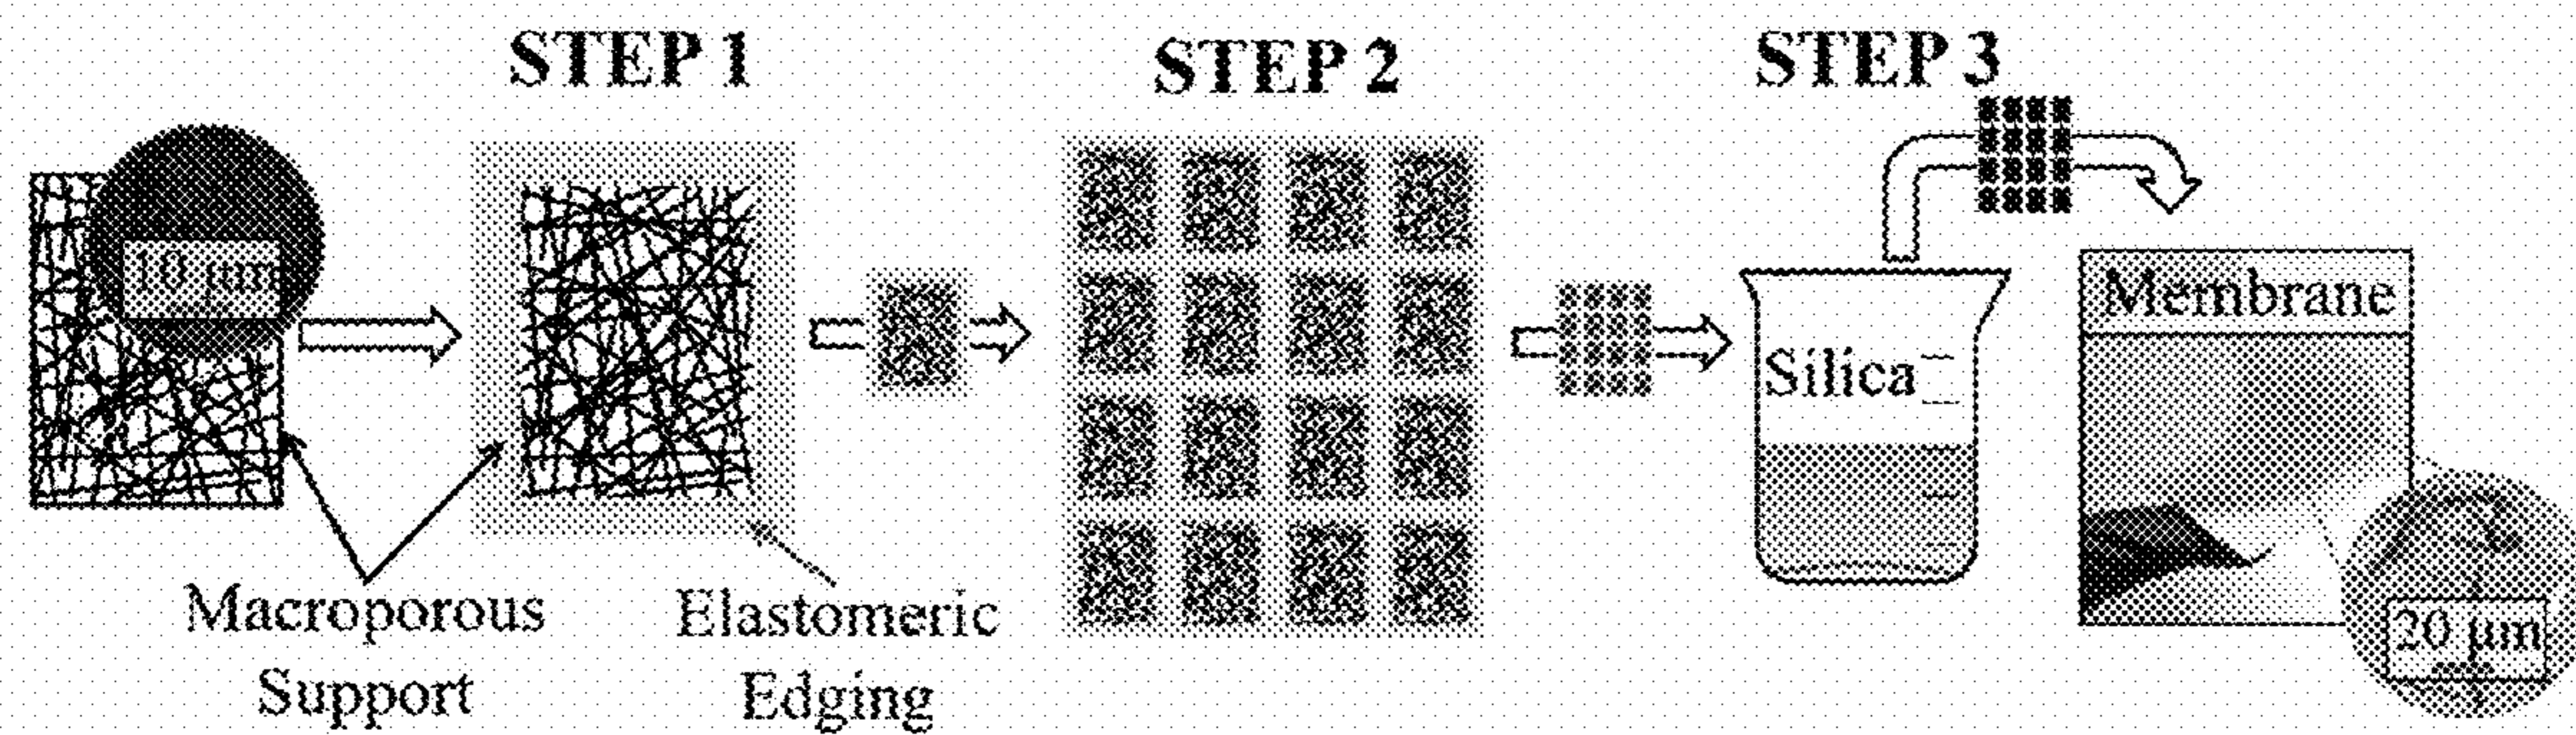 STEP 1
STEP 2
STEP 3
10 μm
Membrane
Silica
Macroporous
Support
Elastomeric
Edging
20 μm